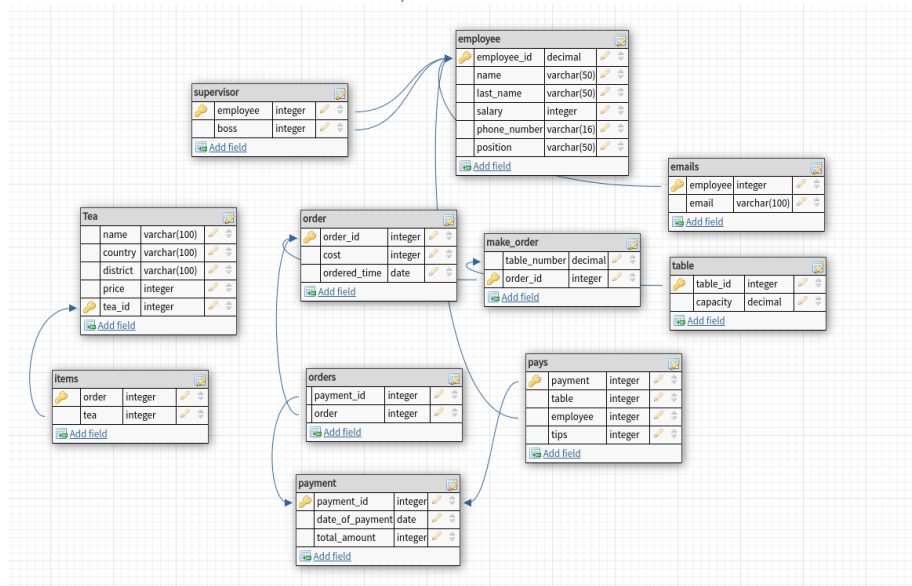 employee
employee_id decimal
name varchar(50)
last_name varchar(50)
salary integer
phone_number varchar(16)
position varchar(50)
Add field
supervisor
employee integer
boss integer
Add field
emails
employee integer
email varchar(100)
Add field
Tea
name varchar(100)
country varchar(100)
district varchar(100)
price integer
tea_id integer
Add field
order
order_id integer
cost integer
ordered_time date
Add field
make_order
table_number decimal
order_id integer
Add field
table
table_id integer
capacity decimal
Add field
items
order integer
tea integer
Add field
orders
payment_id integer
order integer
Add field
pays
payment integer
table integer
employee integer
tips integer
Add field
payment
payment_id integer
date_of_payment date
total_amount integer
Add field